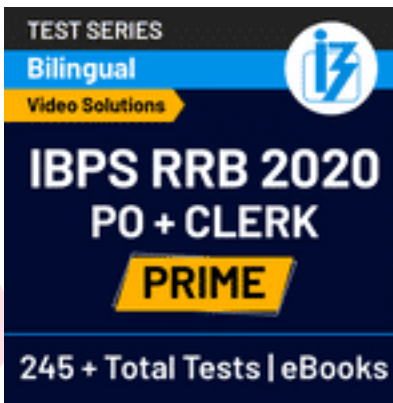 TEST SERIES
Bilingual
Video Solutions
IBPS RRB 2020
PO + CLERK
PRIME
245 + Total Tests | eBooks